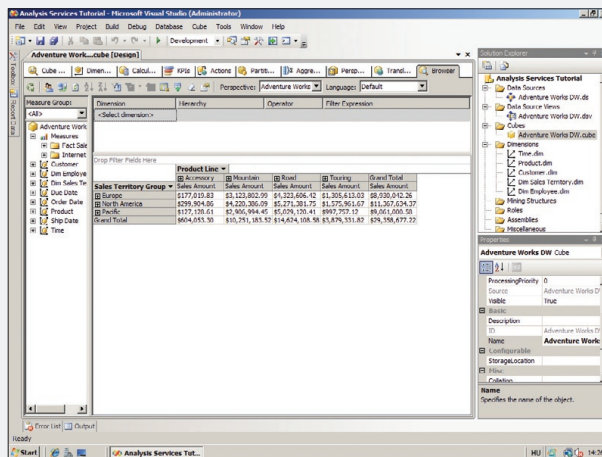 Analysis Services Tutorial - Microsoft Visual Studio (Administrator)
File Edit View Project Build Debug Database Cube Tools Window Help
Development
Adventure Work...cube [Design]
Cube ... Dimen... Calcul... KPIs Actions Partiti... Aggre... Persp... Transl... Browser
Perspective: Adventure Works Language: Default
Toolbox
Report Data
Measure Group:
<All>
Adventure Work
Measures
Fact Sale
Internet
Customer
Dim Employe
Dim Sales Te
Due Date
Order Date
Product
Ship Date
Time
Dimension Hierarchy Operator Filter Expression
<Select dimension>
Drop Filter Fields Here
Product Line
Accessory Mountain Road Touring Grand Total
Sales Territory Group Sales Amount Sales Amount Sales Amount Sales Amount Sales Amount
Europe $177,019.83 $3,123,802.99 $4,323,606.42 $1,305,613.03 $8,930,042.26
North America $299,904.86 $4,220,386.09 $5,271,381.75 $1,575,961.67 $11,367,634.37
Pacific $127,128.61 $2,906,994.45 $5,029,120.41 $997,757.12 $9,061,000.58
Grand Total $604,053.30 $10,251,183.52 $14,624,108.58 $3,879,331.82 $29,358,677.22
Solution Explorer
Analysis Services Tutorial
Data Sources
Adventure Works DW.ds
Data Source Views
Adventure Works DW.dsv
Cubes
Adventure Works DW.cube
Dimensions
Time.dim
Product.dim
Customer.dim
Dim Sales Territory.dim
Dim Employee.dim
Mining Structures
Roles
Assemblies
Miscellaneous
Properties
Adventure Works DW Cube
ProcessingPriority 0
Source Adventure Works D
Visible True
Basic
Description
ID Adventure Works D
Name Adventure Work
Configurable
StorageLocation
Misc
Collation
Name
Specifies the name of the object.
Error List Output
Ready
Start Analysis Services Tut... HU 14:26